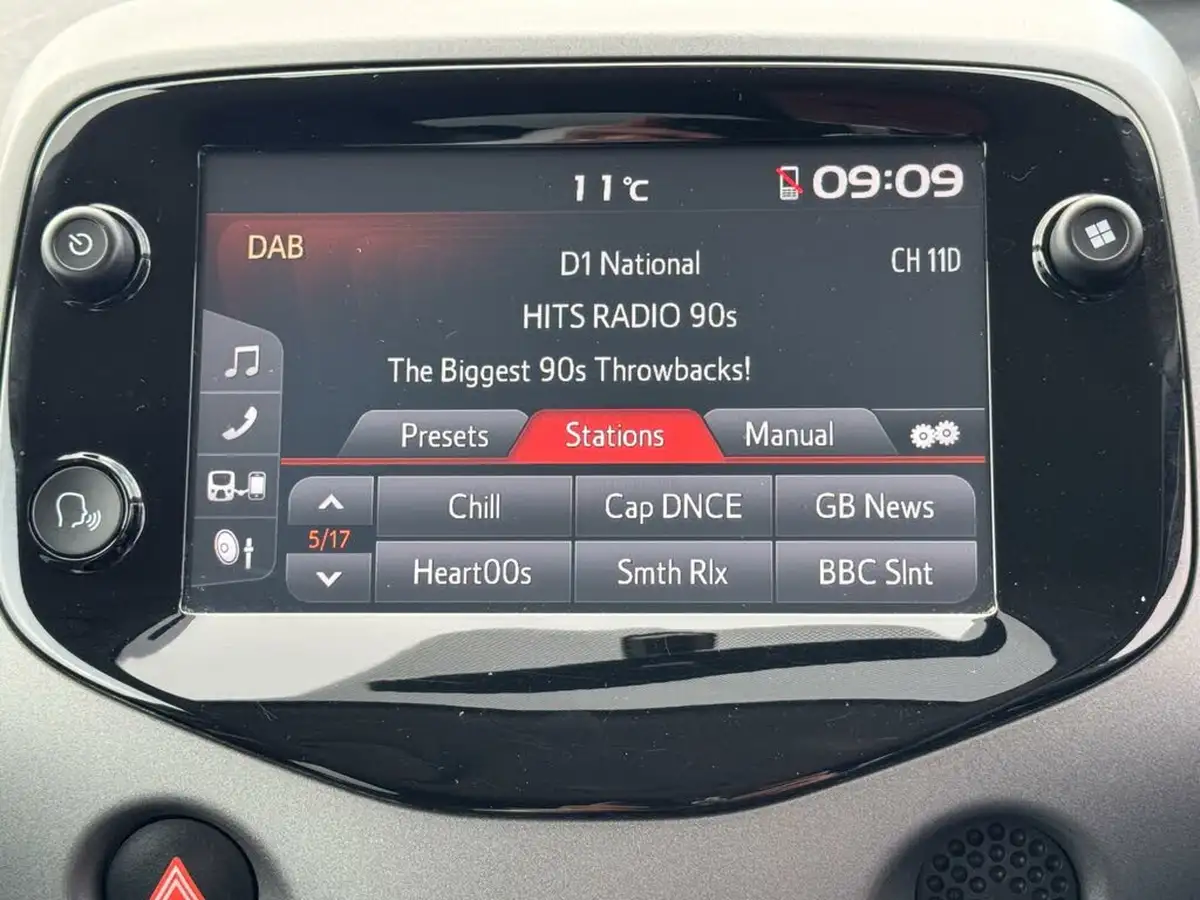 11°C 09:09
DAB
D1 National CH 11D
HITS RADIO 90s
The Biggest 90s Throwbacks!
Presets Stations Manual
Chill Cap DNCE GB News
5/17
Heart00s Smth Rlx BBC Slnt